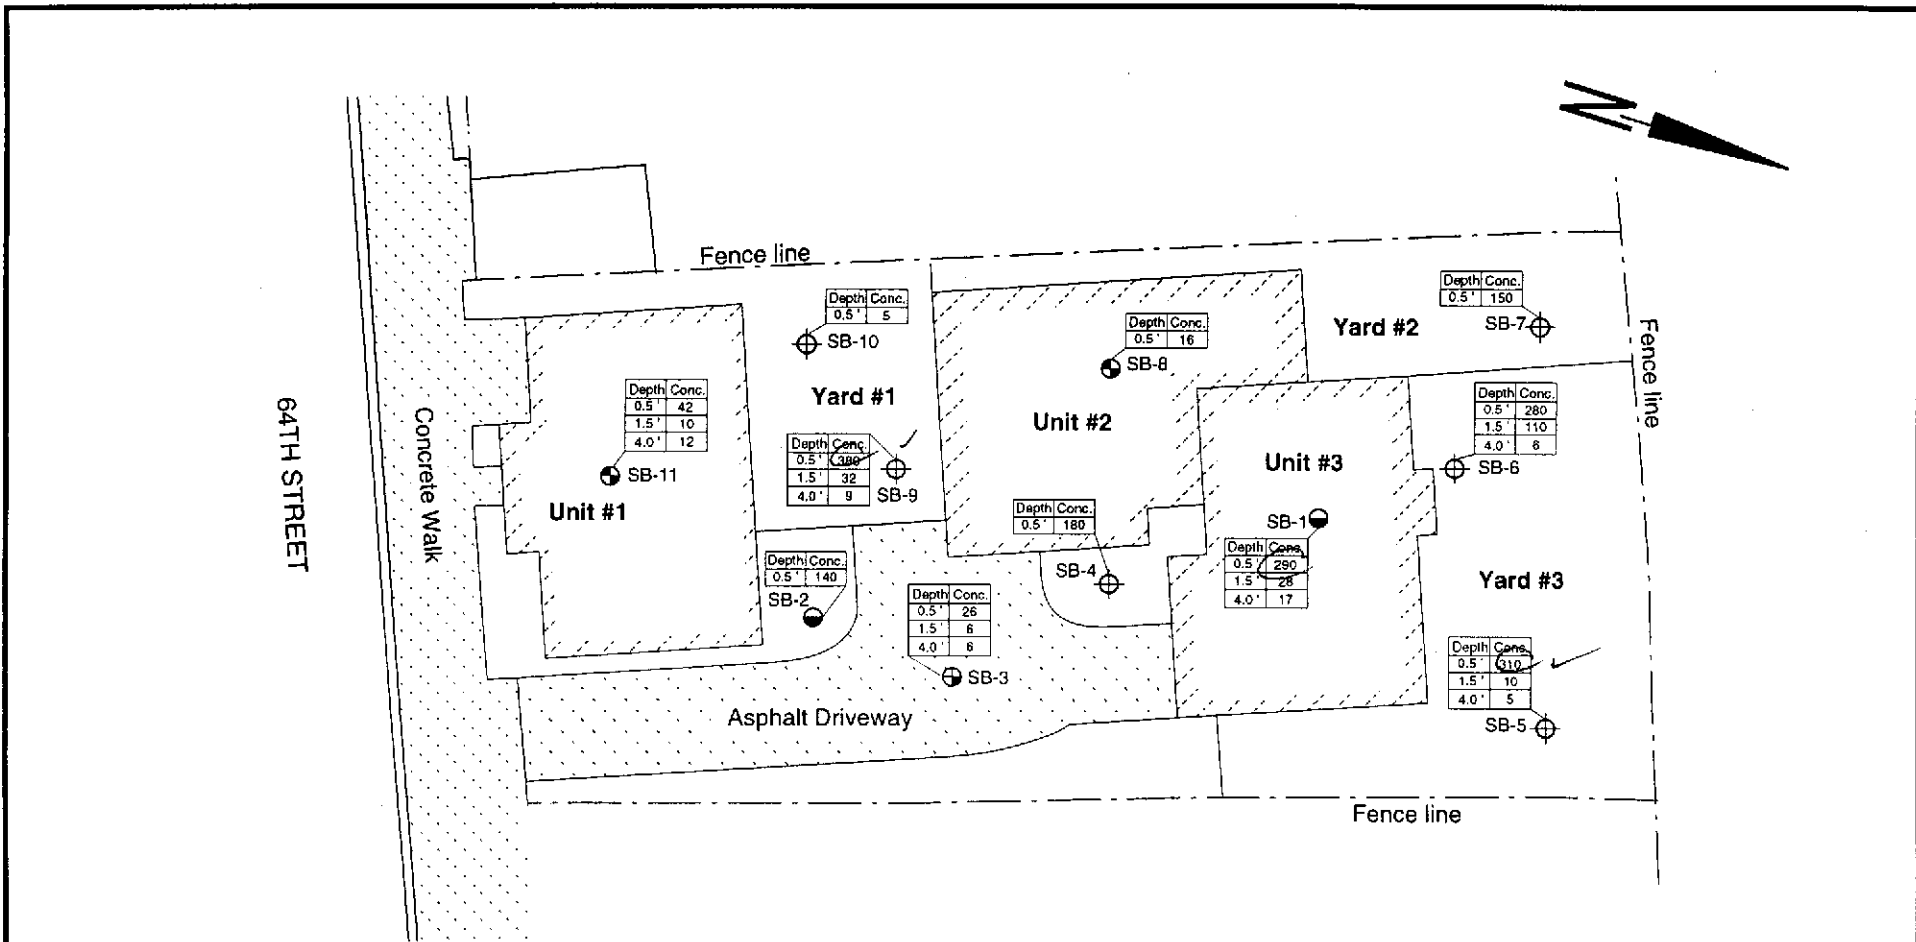 N
Fence line
Depth Conc.
0.5' 5
SB-10
Yard #1
Depth Conc.
0.5' 42
1.5' 10
4.0' 12
SB-11
Unit #1
Depth Conc.
0.5' 380
1.5' 32
4.0' 9
SB-9
Depth Conc.
0.5' 16
SB-8
Unit #2
Depth Conc.
0.5' 150
SB-7
Yard #2
Fence line
Depth Conc.
0.5' 280
1.5' 110
4.0' 6
SB-6
Unit #3
SB-1
Depth Conc.
0.5' 290
1.5' 28
4.0' 17
Depth Conc.
0.5' 180
SB-4
Depth Conc.
0.5' 140
SB-2
Depth Conc.
0.5' 26
1.5' 6
4.0' 6
SB-3
Yard #3
Depth Conc.
0.5' 310
1.5' 10
4.0' 5
SB-5
Asphalt Driveway
Fence line
64TH STREET
Concrete Walk